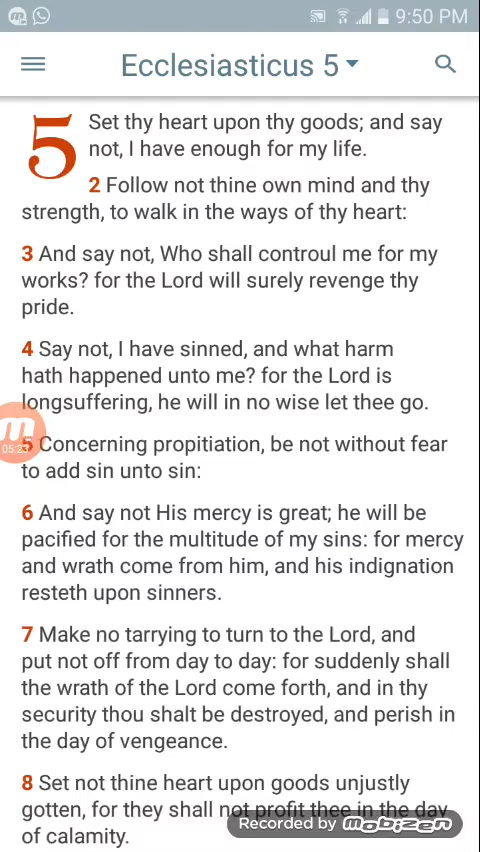 9:50 PM
Ecclesiasticus 5
5 Set thy heart upon thy goods; and say
not, I have enough for my life.
2 Follow not thine own mind and thy
strength, to walk in the ways of thy heart:
3 And say not, Who shall controul me for my
works? for the Lord will surely revenge thy
pride.
4 Say not, I have sinned, and what harm
hath happened unto me? for the Lord is
longsuffering, he will in no wise let thee go.
5 Concerning propitiation, be not without fear
to add sin unto sin:
05:23
6 And say not His mercy is great; he will be
pacified for the multitude of my sins: for mercy
and wrath come from him, and his indignation
resteth upon sinners.
7 Make no tarrying to turn to the Lord, and
put not off from day to day: for suddenly shall
the wrath of the Lord come forth, and in thy
security thou shalt be destroyed, and perish in
the day of vengeance.
8 Set not thine heart upon goods unjustly
gotten, for they shall not profit thee in the day
of calamity.
Recorded by mobizen